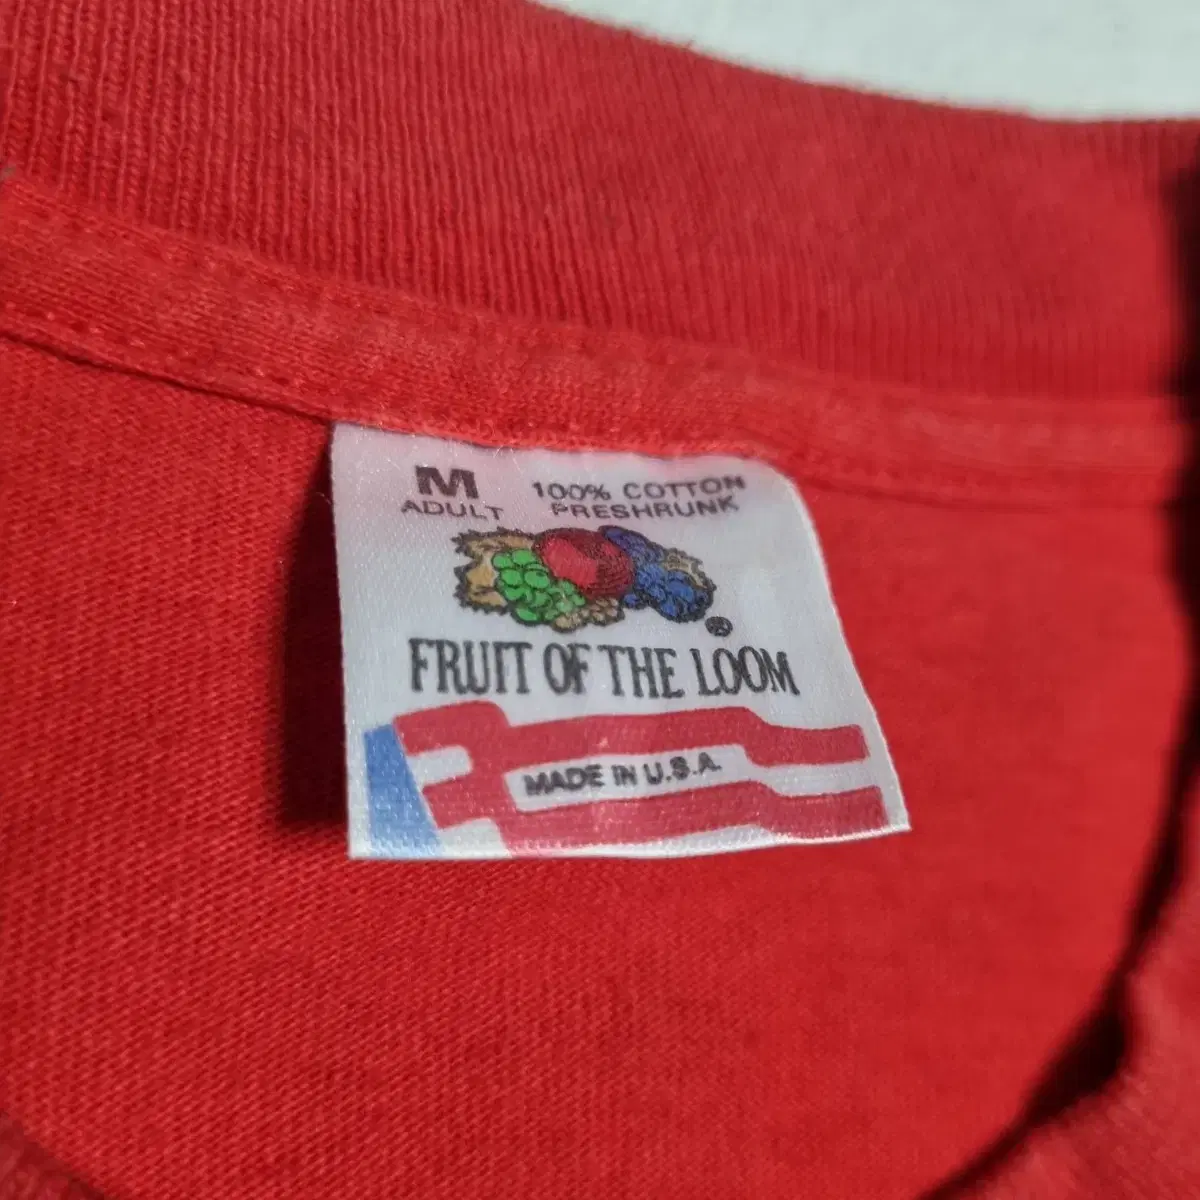 M
ADULT
100% COTTON
PRESHRUNK
®
FRUIT OF THE LOOM
MADE IN U.S.A.